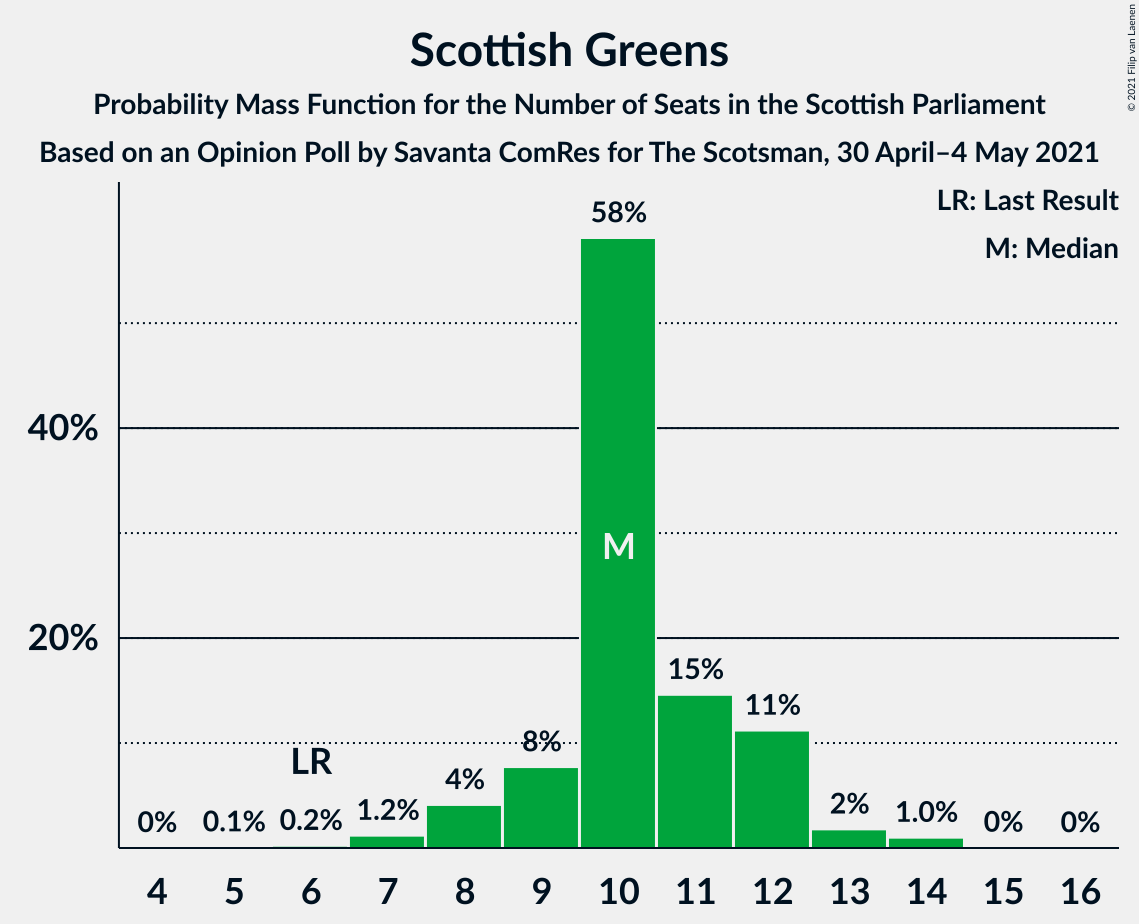 Scottish Greens
Probability Mass Function for the Number of Seats in the Scottish Parliament
Based on an Opinion Poll by Savanta ComRes for The Scotsman, 30 April–4 May 2021
© 2021 Filip van Laenen
LR: Last Result
M: Median
58%
40%
M
20%
15%
11%
8%
LR
4%
2%
1.2%
1.0%
0%
0.1%
0.2%
0%
0%
4 5 6 7 8 9 10 11 12 13 14 15 16